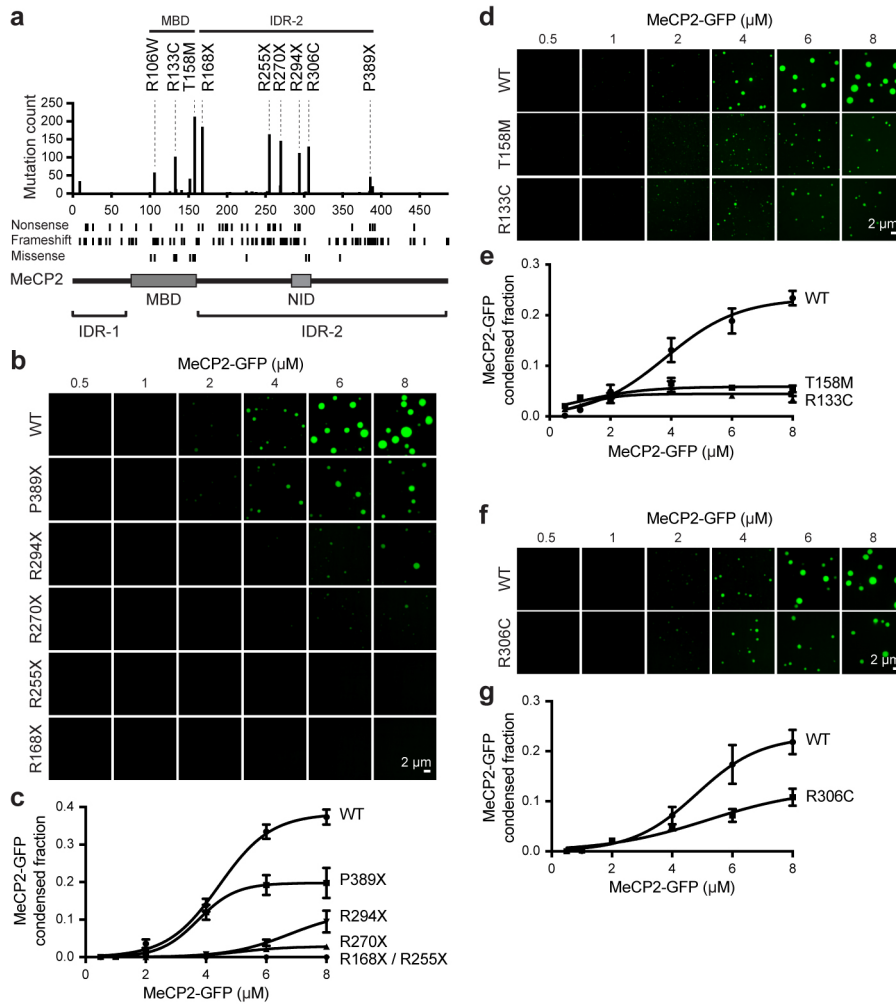 a
MBD
IDR-2
R106W
R133C
T158M
R168X
R255X
R270X
R294X
R306C
P389X
Mutation count
250
200
150
100
50
0
0 50 100 150 200 250 300 350 400 450
Nonsense
Frameshift
Missense
MeCP2
MBD
NID
IDR-1
IDR-2
b
MeCP2-GFP (µM)
0.5 1 2 4 6 8
WT
P389X
R294X
R270X
R255X
R168X
2 µm
c
MeCP2-GFP
condensed fraction
0.4
0.3
0.2
0.1
0.0
0 2 4 6 8
MeCP2-GFP (µM)
WT
P389X
R294X
R270X
R168X / R255X
d
MeCP2-GFP (µM)
0.5 1 2 4 6 8
WT
T158M
R133C
2 µm
e
MeCP2-GFP
condensed fraction
0.3
0.2
0.1
0.0
0 2 4 6 8
MeCP2-GFP (µM)
WT
T158M
R133C
f
MeCP2-GFP (µM)
0.5 1 2 4 6 8
WT
R306C
2 µm
g
MeCP2-GFP
condensed fraction
0.3
0.2
0.1
0.0
0 2 4 6 8
MeCP2-GFP (µM)
WT
R306C